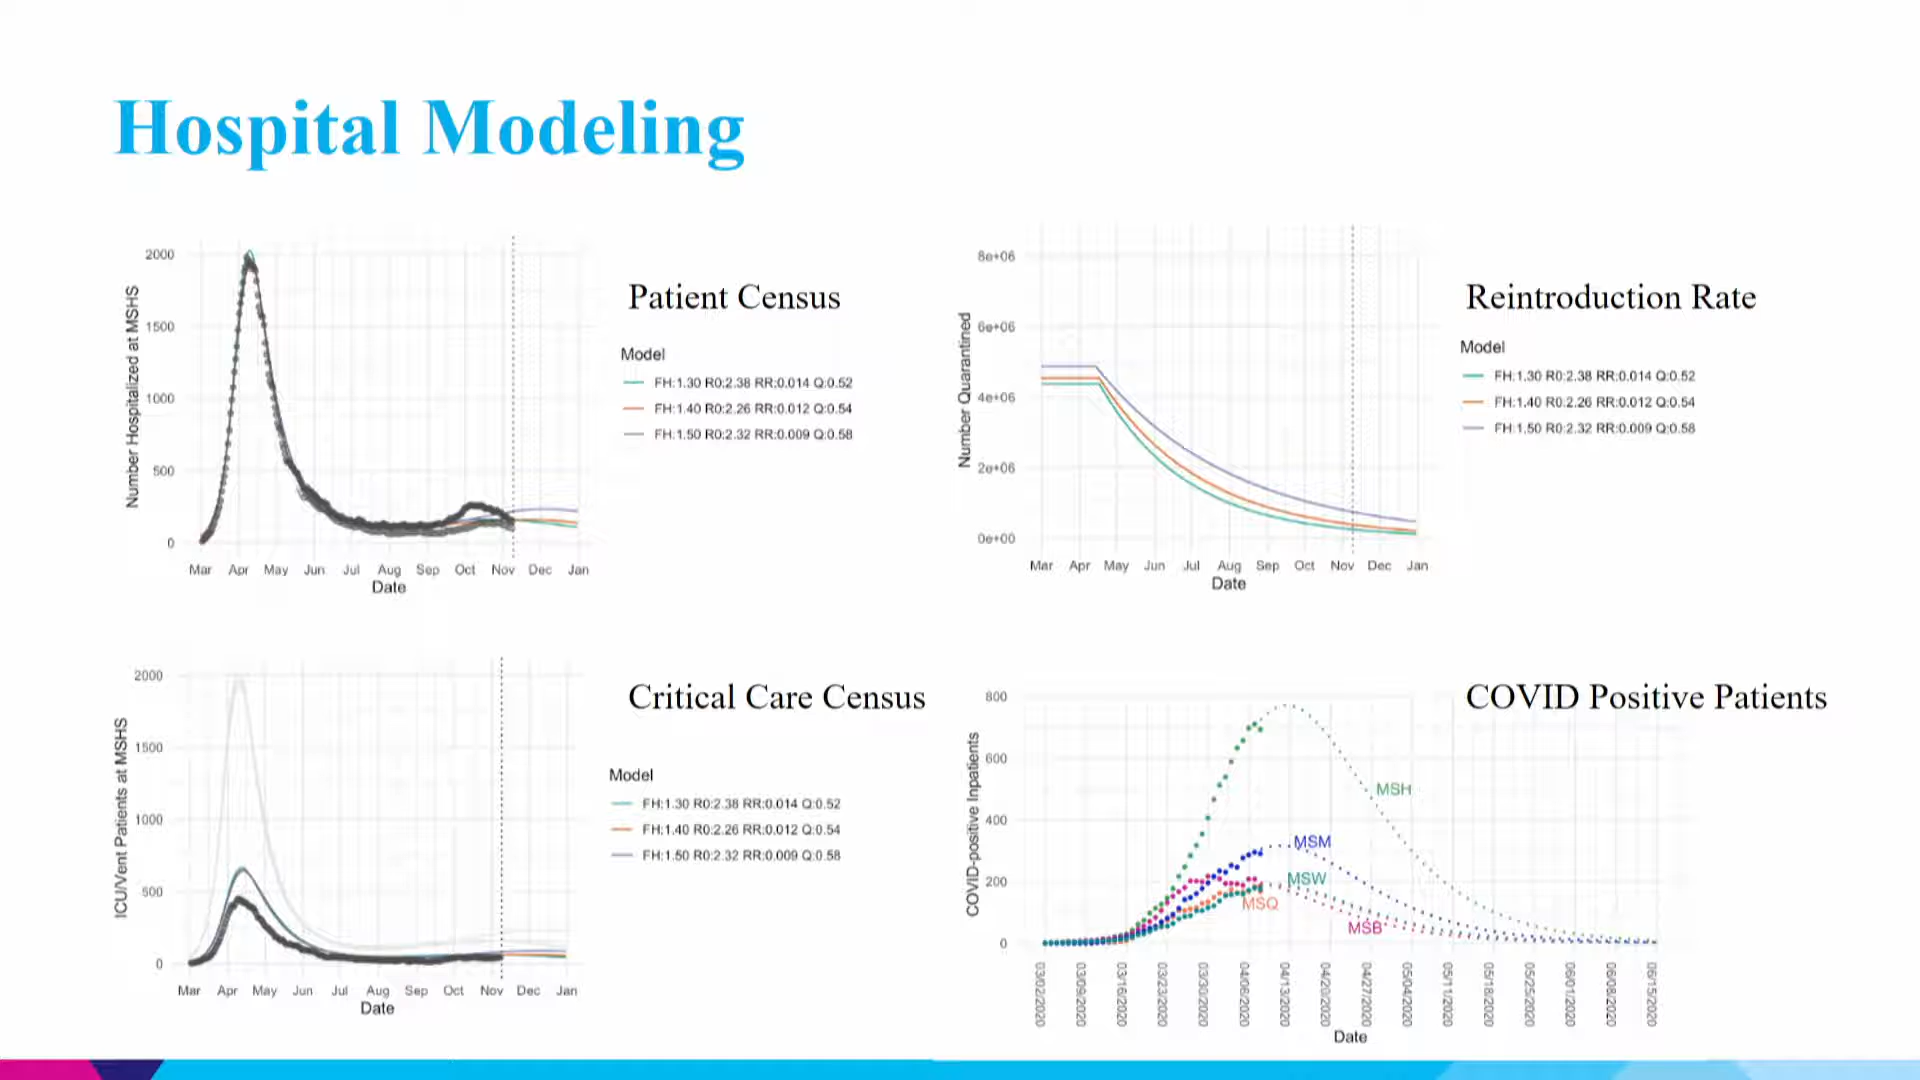 Hospital Modeling
Patient Census
Number Hospitalized at MSHS
2000
1500
1000
500
0
Mar Apr May Jun Jul Aug Sep Oct Nov Dec Jan
Date
Model
FH:1.30 R0:2.38 RR:0.014 Q:0.52
FH:1.40 R0:2.26 RR:0.012 Q:0.54
FH:1.50 R0:2.32 RR:0.009 Q:0.58
Reintroduction Rate
Number Quarantined
8e+06
6e+06
4e+06
2e+06
0e+00
Mar Apr May Jun Jul Aug Sep Oct Nov Dec Jan
Date
Model
FH:1.30 R0:2.38 RR:0.014 Q:0.52
FH:1.40 R0:2.26 RR:0.012 Q:0.54
FH:1.50 R0:2.32 RR:0.009 Q:0.58
Critical Care Census
ICU/Vent Patients at MSHS
2000
1500
1000
500
0
Mar Apr May Jun Jul Aug Sep Oct Nov Dec Jan
Date
Model
FH:1.30 R0:2.38 RR:0.014 Q:0.52
FH:1.40 R0:2.26 RR:0.012 Q:0.54
FH:1.50 R0:2.32 RR:0.009 Q:0.58
COVID Positive Patients
COVID-positive Inpatients
800
600
400
200
0
MSH
MSM
MSW
MSQ
MSB
03/02/2020
03/09/2020
03/16/2020
03/23/2020
03/30/2020
04/06/2020
04/13/2020
04/20/2020
04/27/2020
05/04/2020
05/11/2020
05/18/2020
05/25/2020
06/01/2020
06/08/2020
06/15/2020
Date